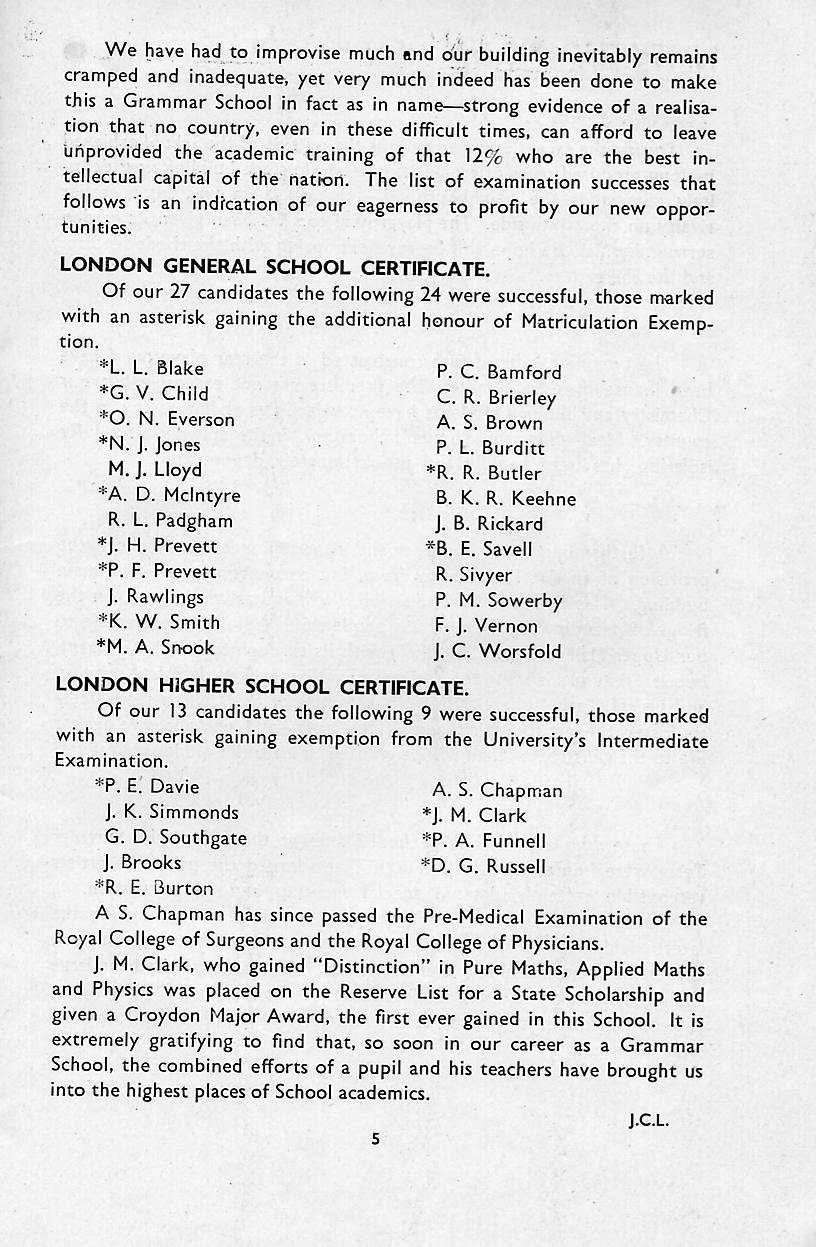 We have had to improvise much and our building inevitably remains
cramped and inadequate, yet very much indeed has been done to make
this a Grammar School in fact as in name—strong evidence of a realisa-
tion that no country, even in these difficult times, can afford to leave
unprovided the academic training of that 12% who are the best in-
tellectual capital of the nation. The list of examination successes that
follows is an indication of our eagerness to profit by our new oppor-
tunities.
LONDON GENERAL SCHOOL CERTIFICATE.
Of our 27 candidates the following 24 were successful, those marked
with an asterisk gaining the additional honour of Matriculation Exemp-
tion.
*L. L. Blake
*G. V. Child
*O. N. Everson
*N. J. Jones
M. J. Lloyd
*A. D. McIntyre
R. L. Padgham
*J. H. Prevett
*P. F. Prevett
J. Rawlings
*K. W. Smith
*M. A. Snook
P. C. Bamford
C. R. Brierley
A. S. Brown
P. L. Burditt
*R. R. Butler
B. K. R. Keehne
J. B. Rickard
*B. E. Savell
R. Sivyer
P. M. Sowerby
F. J. Vernon
J. C. Worsfold
LONDON HIGHER SCHOOL CERTIFICATE.
Of our 13 candidates the following 9 were successful, those marked
with an asterisk gaining exemption from the University's Intermediate
Examination.
*P. E. Davie
J. K. Simmonds
G. D. Southgate
J. Brooks
*R. E. Burton
A. S. Chapman
*J. M. Clark
*P. A. Funnell
*D. G. Russell
A S. Chapman has since passed the Pre-Medical Examination of the
Royal College of Surgeons and the Royal College of Physicians.
J. M. Clark, who gained "Distinction" in Pure Maths, Applied Maths
and Physics was placed on the Reserve List for a State Scholarship and
given a Croydon Major Award, the first ever gained in this School. It is
extremely gratifying to find that, so soon in our career as a Grammar
School, the combined efforts of a pupil and his teachers have brought us
into the highest places of School academics.
J.C.L.
5